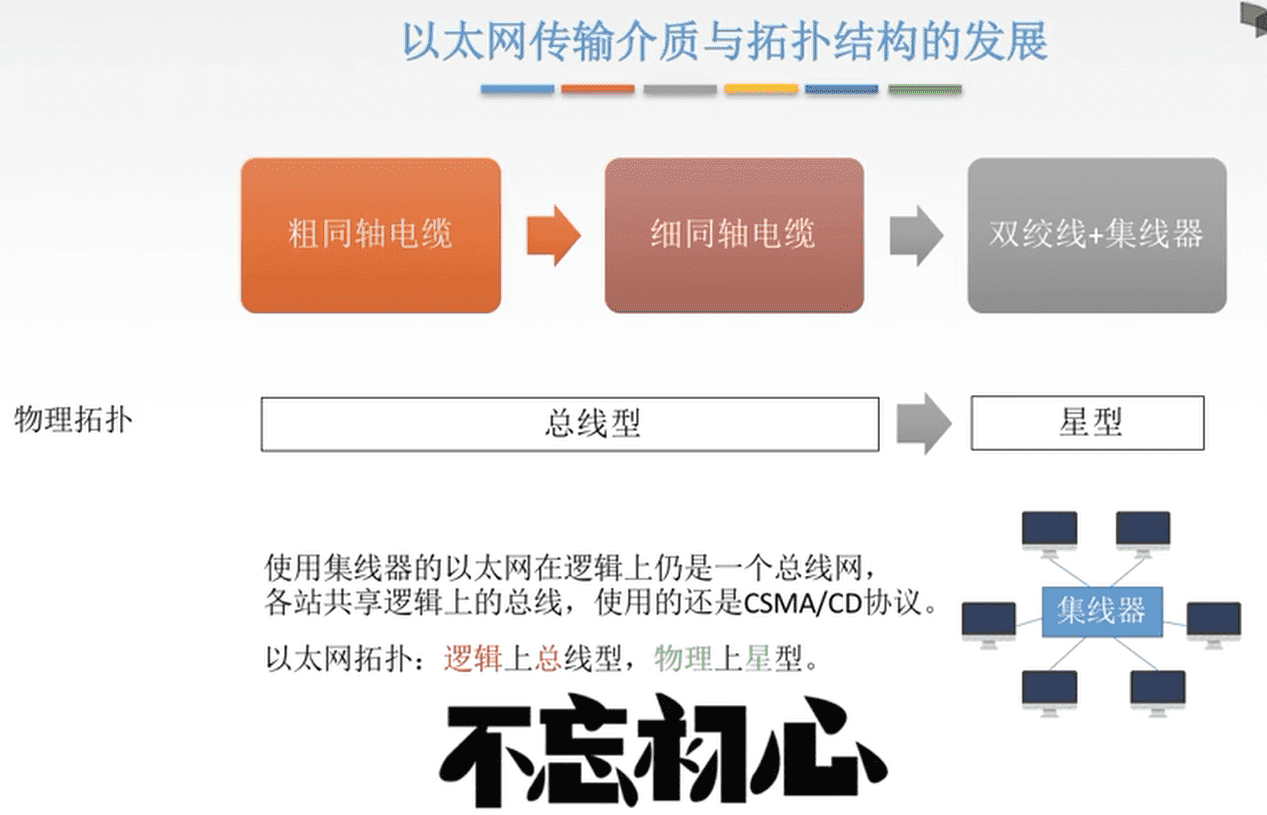 以太网传输介质与拓扑结构的发展
粗同轴电缆
细同轴电缆
双绞线+集线器
物理拓扑
总线型
星型
使用集线器的以太网在逻辑上仍是一个总线网，
各站共享逻辑上的总线，使用的还是CSMA/CD协议。
以太网拓扑：逻辑上总线型，物理上星型。
集线器
不忘初心